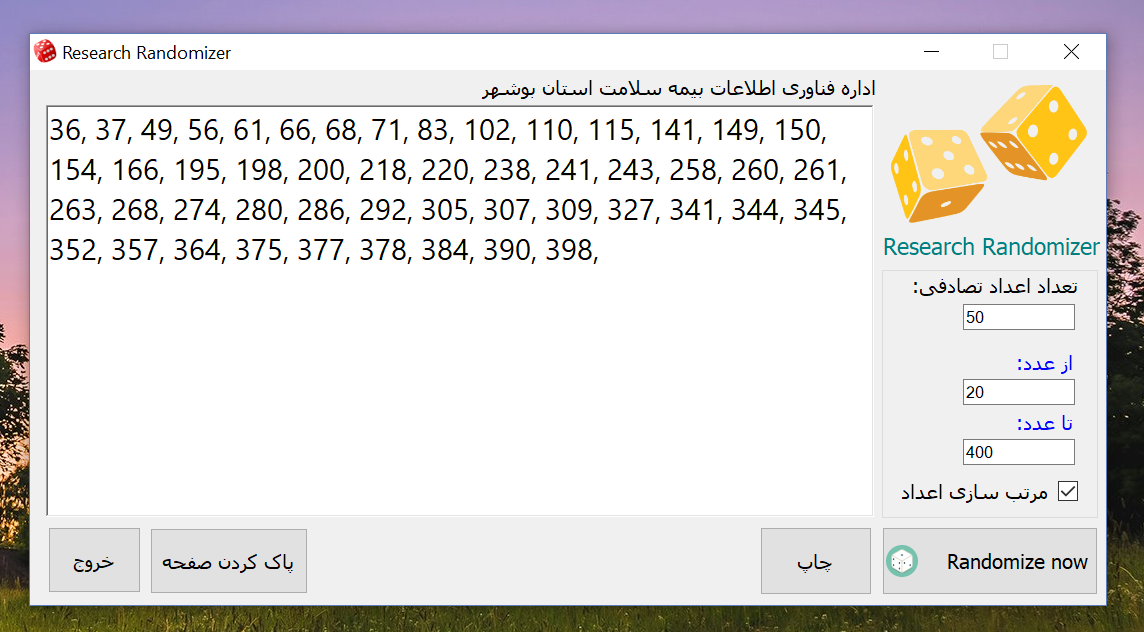 Research Randomizer
اداره فناوری اطلاعات بیمه سلامت استان بوشهر
36, 37, 49, 56, 61, 66, 68, 71, 83, 102, 110, 115, 141, 149, 150,
154, 166, 195, 198, 200, 218, 220, 238, 241, 243, 258, 260, 261,
263, 268, 274, 280, 286, 292, 305, 307, 309, 327, 341, 344, 345,
352, 357, 364, 375, 377, 378, 384, 390, 398,
Research Randomizer
تعداد اعداد تصادفی:
50
از عدد:
20
تا عدد:
400
مرتب سازی اعداد
خروج
پاک کردن صفحه
چاپ
Randomize now